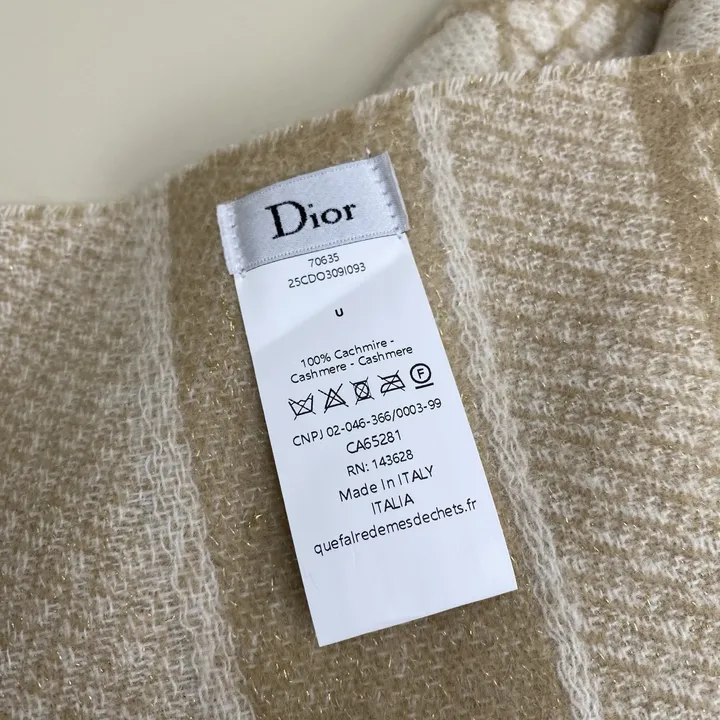 Dior
70635
25CDO309I093
U
100% Cachmire -
Cashmere - Cashmere
F
CNPJ 02-046-366/0003-99
CA65281
RN: 143628
Made In ITALY
ITALIA
quefairedemesdechets.fr